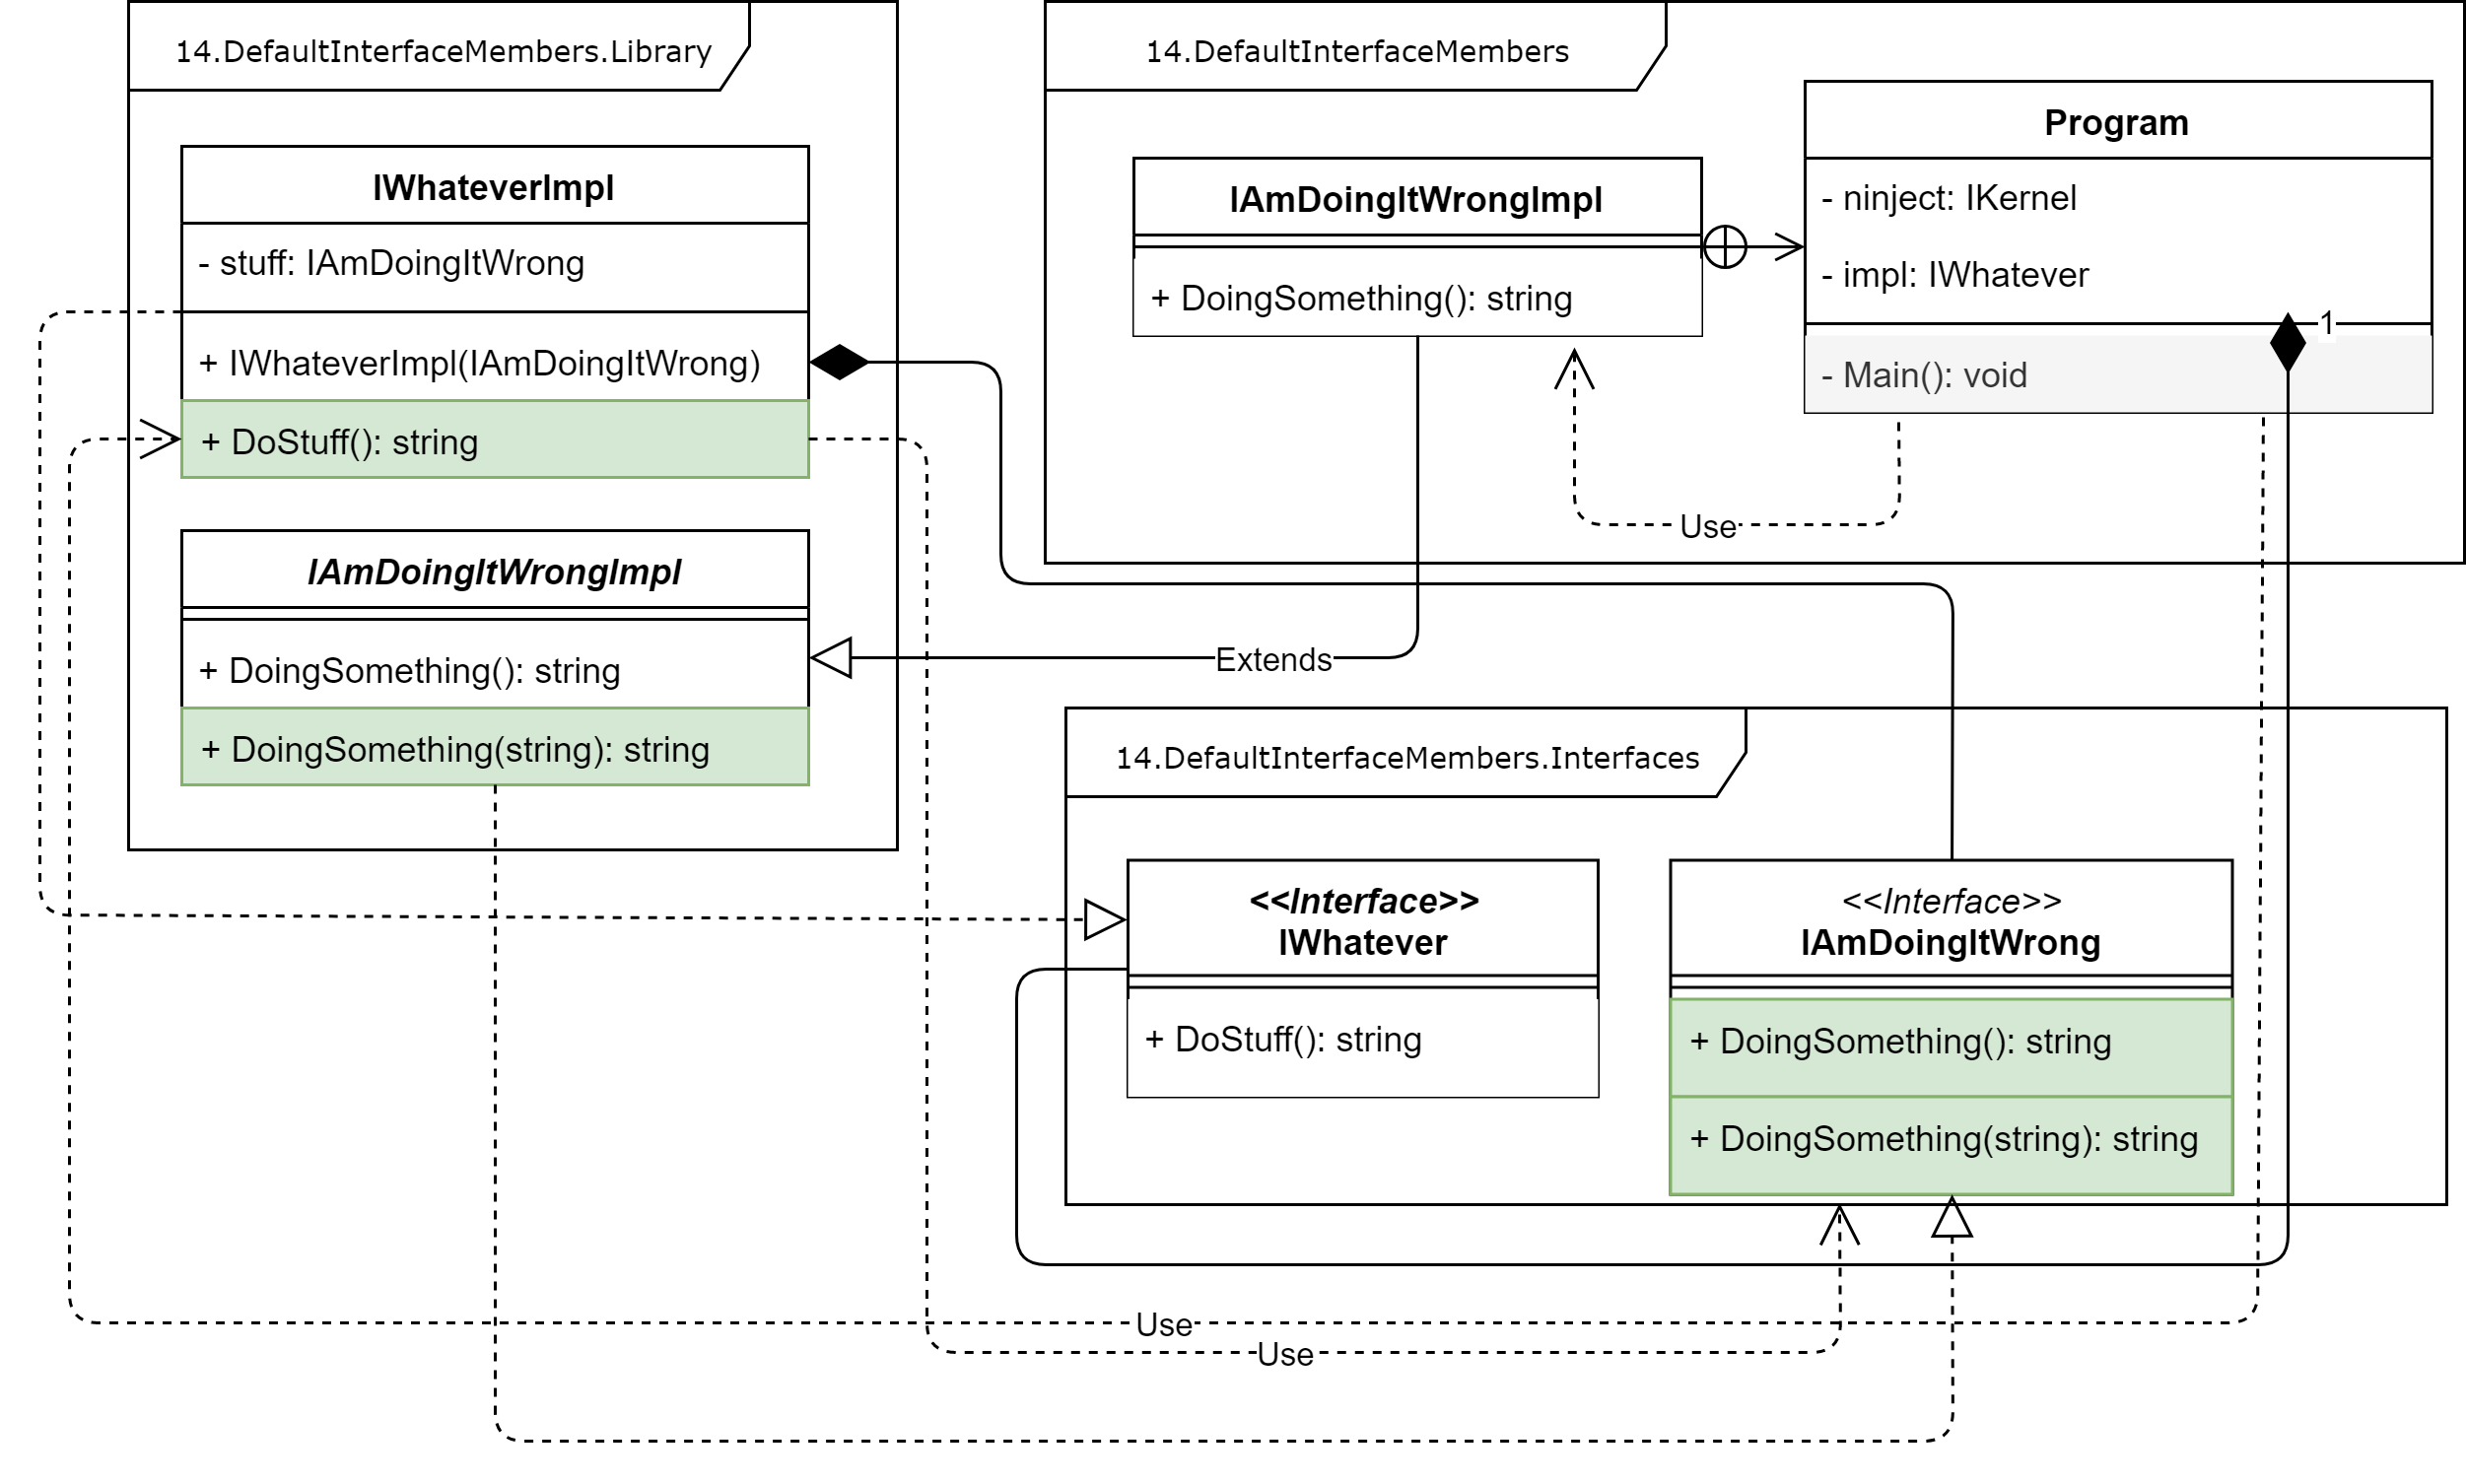 14.DefaultInterfaceMembers.Library
IWhateverImpl
- stuff: IAmDoingItWrong
+ IWhateverImpl(IAmDoingItWrong)
+ DoStuff(): string
IAmDoingItWrongImpl
+ DoingSomething(): string
+ DoingSomething(string): string
14.DefaultInterfaceMembers
IAmDoingItWrongImpl
+ DoingSomething(): string
Program
- ninject: IKernel
- impl: IWhatever
1
- Main(): void
Use
Extends
14.DefaultInterfaceMembers.Interfaces
<<Interface>>
IWhatever
+ DoStuff(): string
<<Interface>>
IAmDoingItWrong
+ DoingSomething(): string
+ DoingSomething(string): string
Use
Use